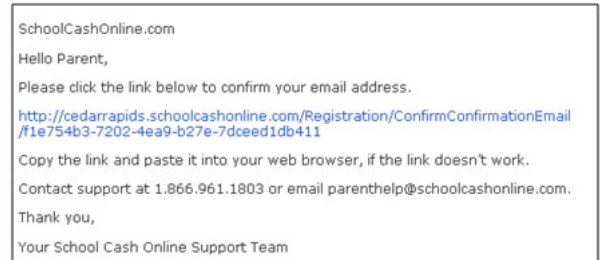 SchoolCashOnline.com
Hello Parent,
Please click the link below to confirm your email address.
http://cedarrapids.schoolcashonline.com/Registration/ConfirmConfirmationEmail
/f1e754b3-7202-4ea9-b27e-7dceed1db411
Copy the link and paste it into your web browser, if the link doesn't work.
Contact support at 1.866.961.1803 or email parenthelp@schoolcashonline.com.
Thank you,
Your School Cash Online Support Team